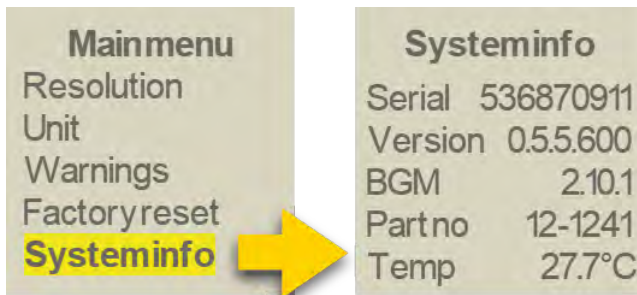 Mainmenu
Resolution
Unit
Warnings
Factoryreset
Systeminfo
Systeminfo
Serial 536870911
Version 0.5.5.600
BGM 2.10.1
Partno 12-1241
Temp 27.7°C